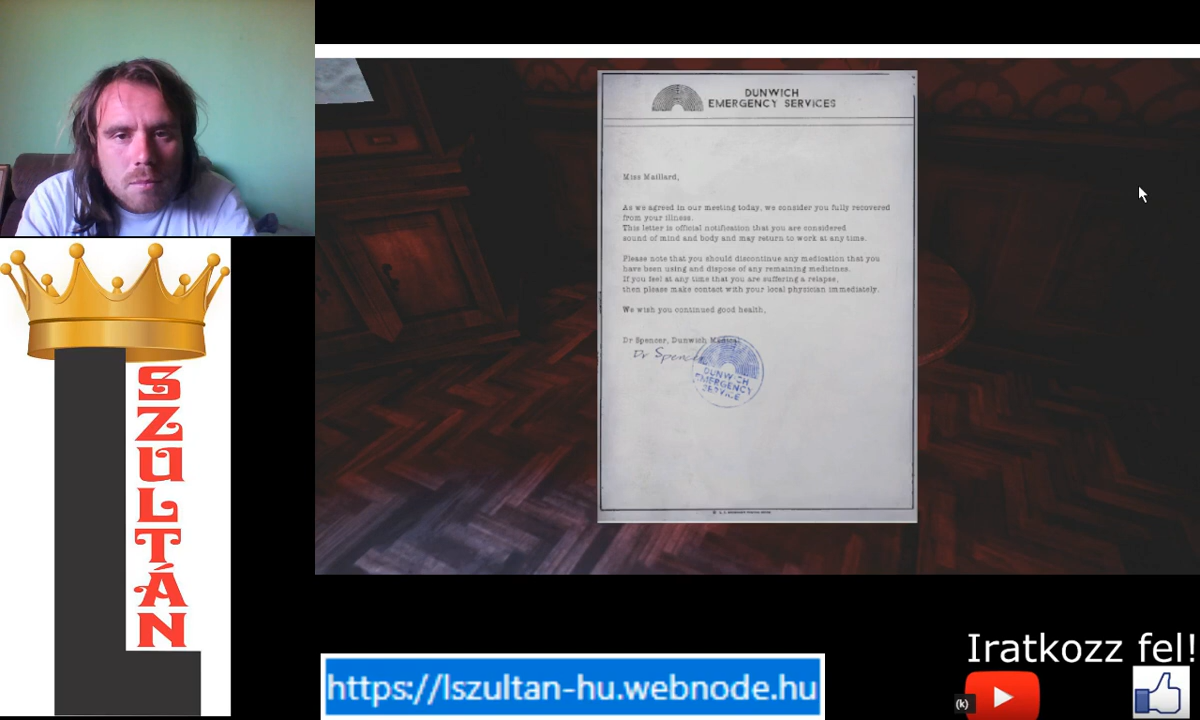 DUNWICH
EMERGENCY SERVICES
Miss Maillard,
As we agreed in our meeting today, we consider you fully recovered
from your illness.
This letter is official notification that you are considered
sound of mind and body and may return to work at any time.
Please note that you should discontinue any medication that you
have been using and dispose of any remaining medicines.
If you feel at any time that you are suffering a relapse,
then please make contact with your local physician immediately.
We wish you continued good health,
Dr Spencer, Dunwich Medical
Dr Spencer
DUNWICH
EMERGENCY
SERVICE
L
SZULTÁN
https://lszultan-hu.webnode.hu
Iratkozz fel!
(k)